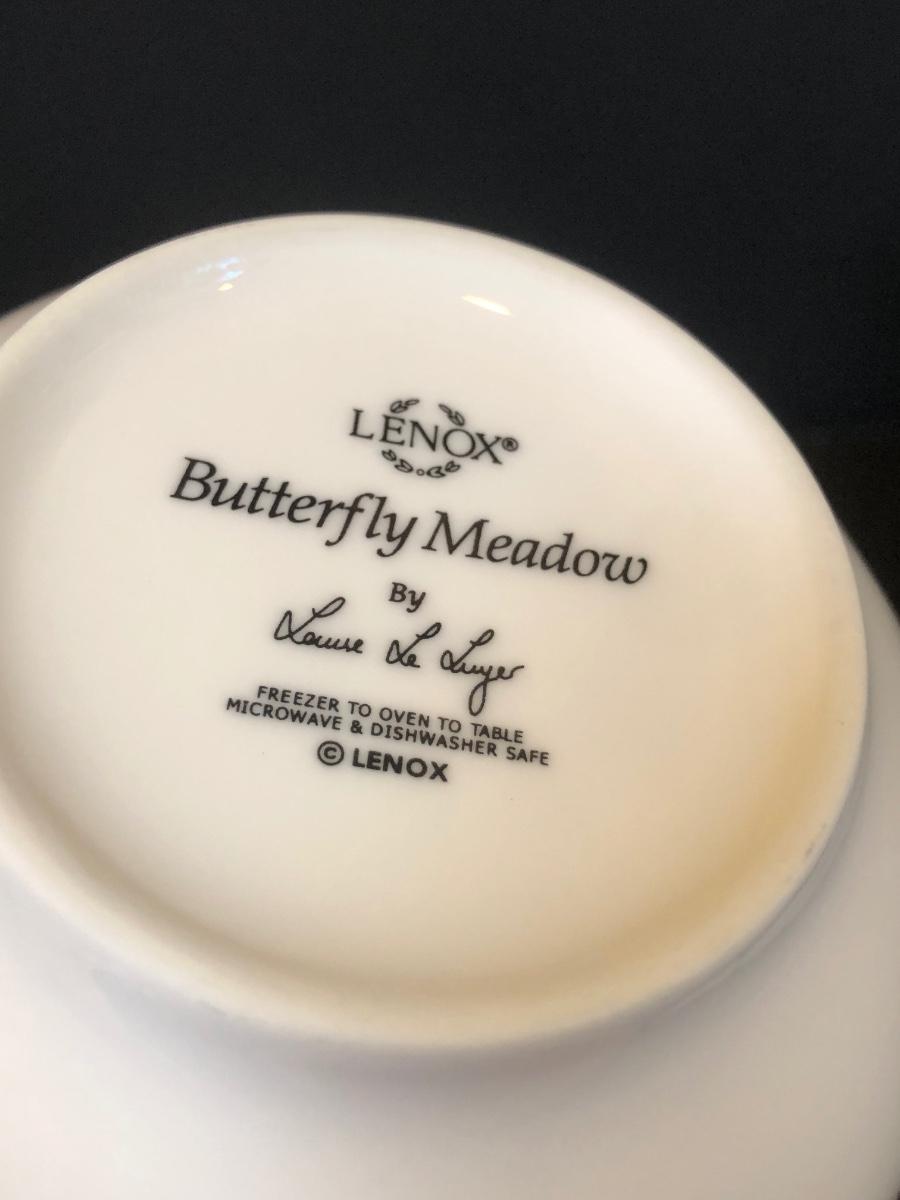 LENOX®
Butterfly Meadow
By
Louise Le Luyer
FREEZER TO OVEN TO TABLE
MICROWAVE & DISHWASHER SAFE
© LENOX